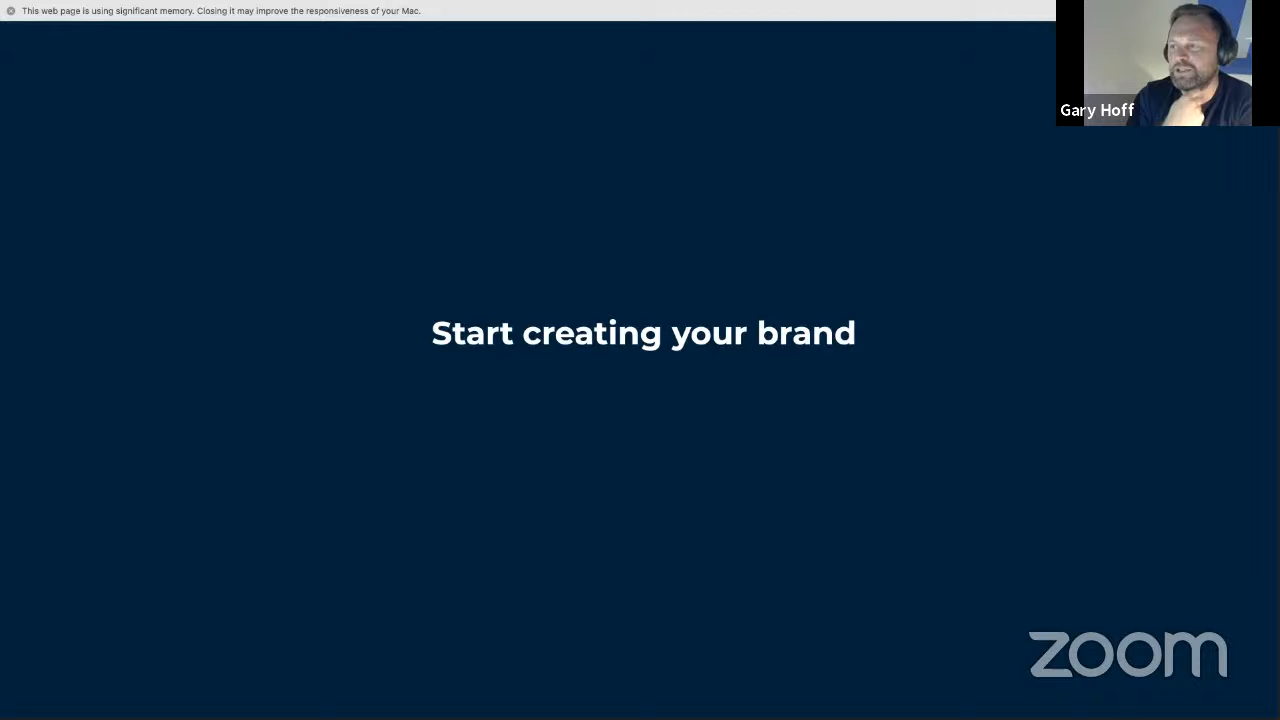 This web page is using significant memory. Closing it may improve the responsiveness of your Mac.
Gary Hoff
Start creating your brand
zoom